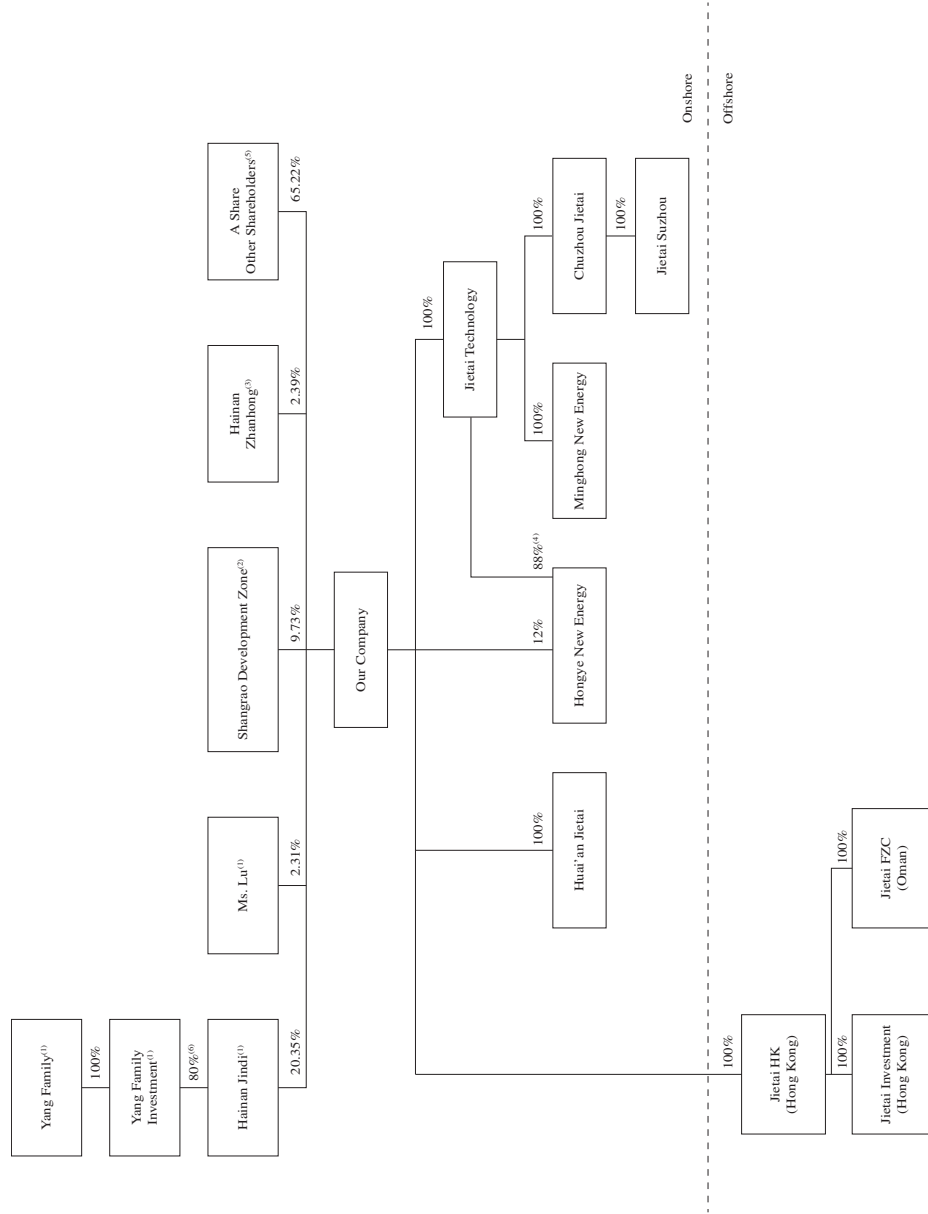 Yang Family(1)
100%
Yang Family
Investment(1)
80%(6)
Hainan Jindi(1)
Ms. Lu(1)
Shangrao Development Zone(2)
Hainan
Zhanhong(3)
A Share
Other Shareholders(5)
20.35%
2.31%
9.73%
2.39%
65.22%
Our Company
100%
Jietai Technology
100%
12%
88%(4)
100%
100%
Huai'an Jietai
Hongye New Energy
Minghong New Energy
Chuzhou Jietai
100%
Jietai Suzhou
Onshore
Offshore
100%
Jietai HK
(Hong Kong)
100%
100%
Jietai Investment
(Hong Kong)
Jietai FZC
(Oman)